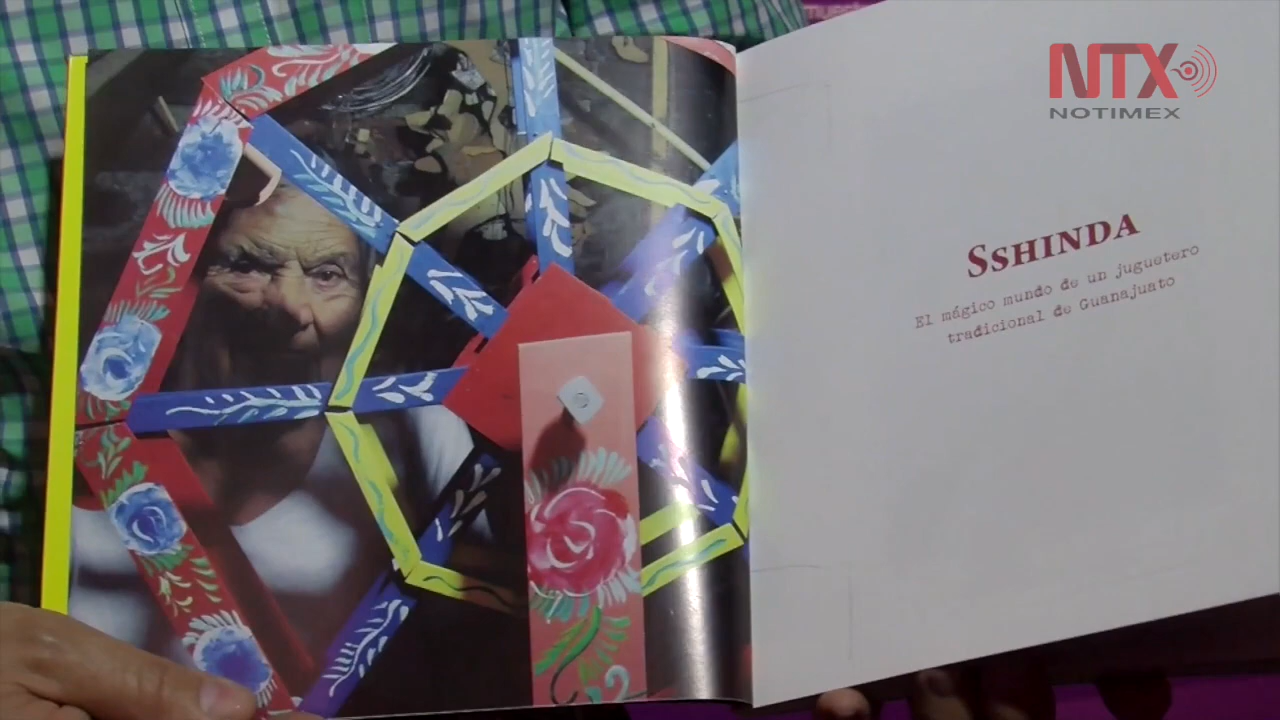 NTX
NOTIMEX
SSHINDA
El mágico mundo de un juguetero
tradicional de Guanajuato